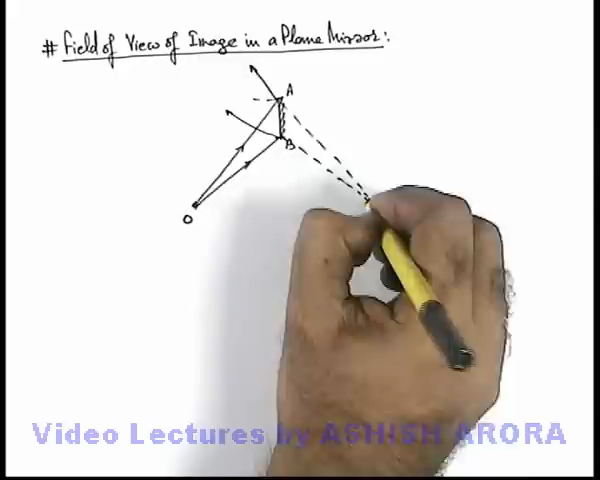 # Field of View of Image in a Plane Mirror:
A
B
O
Video Lectures by ASHISH ARORA